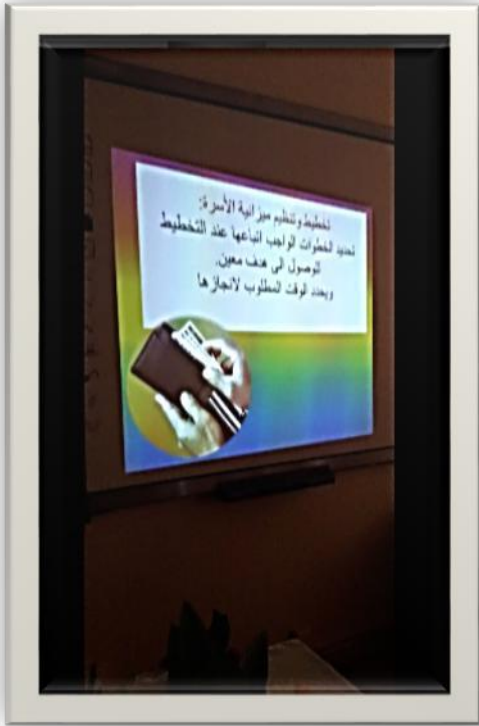 تخطيط وتنظيم ميزانية الأسرة:
تحديد الخطوات الواجب اتباعها عند التخطيط
للوصول الى هدف معين.
ويحدد الوقت المطلوب لانجازها